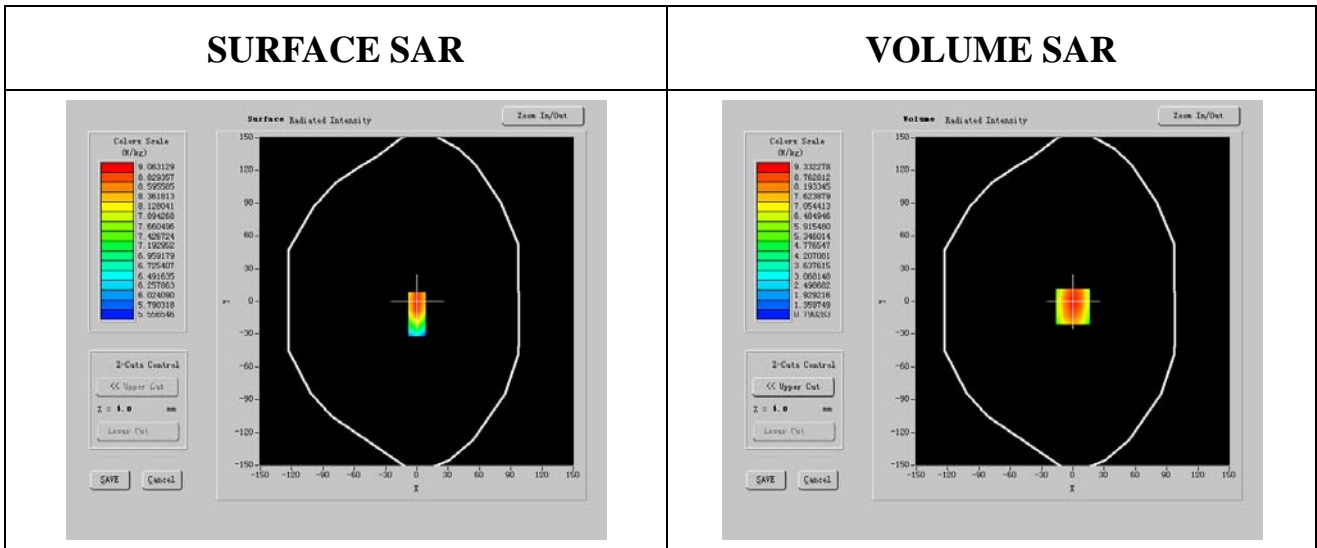 SURFACE SAR
VOLUME SAR
Surface Radiated Intensity
Zoom In/Out
Colors Scale
(W/kg)
9.063129
8.829357
8.595585
8.361813
8.128041
7.894268
7.660496
7.426724
7.192952
6.959179
6.725407
6.491635
6.257863
6.024090
5.790318
5.556546
150
120
90
60
30
0
-30
-60
-90
-120
-150
Y
-150 -120 -90 -60 -30 0 30 60 90 120 150
X
Z-Cuts Control
<< Upper Cut
Z = 4.0 mm
Lower Cut
SAVE
Cancel
Volume Radiated Intensity
Zoom In/Out
Colors Scale
(W/kg)
9.332278
8.762812
8.193345
7.623879
7.054413
6.484946
5.915480
5.346014
4.776547
4.207081
3.637615
3.068148
2.498682
1.929216
1.359749
0.790283
150
120
90
60
30
0
-30
-60
-90
-120
-150
Y
-150 -120 -90 -60 -30 0 30 60 90 120 150
X
Z-Cuts Control
<< Upper Cut
Z = 4.0 mm
Lower Cut
SAVE
Cancel